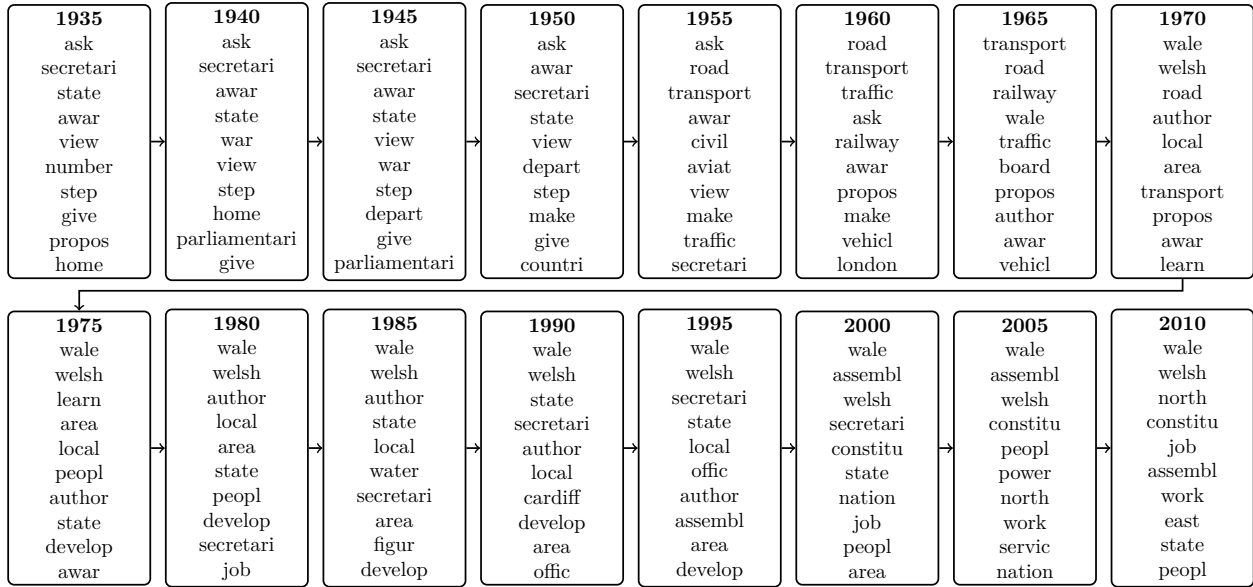 1935
ask
secretari
state
awar
view
number
step
give
propos
home
1940
ask
secretari
awar
state
war
view
step
home
parliamentari
give
1945
ask
secretari
awar
state
view
war
step
depart
give
parliamentari
1950
ask
awar
secretari
state
view
depart
step
make
give
countri
1955
ask
road
transport
awar
civil
aviat
view
make
traffic
secretari
1960
road
transport
traffic
ask
railway
awar
propos
make
vehicl
london
1965
transport
road
railway
wale
traffic
board
propos
author
awar
vehicl
1970
wale
welsh
road
author
local
area
transport
propos
awar
learn
1975
wale
welsh
learn
area
local
peopl
author
state
develop
awar
1980
wale
welsh
author
local
area
state
peopl
develop
secretari
job
1985
wale
welsh
author
state
local
water
secretari
area
figur
develop
1990
wale
welsh
state
secretari
author
local
cardiff
develop
area
offic
1995
wale
welsh
secretari
state
local
offic
author
assembl
area
develop
2000
wale
assembl
welsh
secretari
constitu
state
nation
job
peopl
area
2005
wale
assembl
welsh
constitu
peopl
power
north
work
servic
nation
2010
wale
welsh
north
constitu
job
assembl
work
east
state
peopl